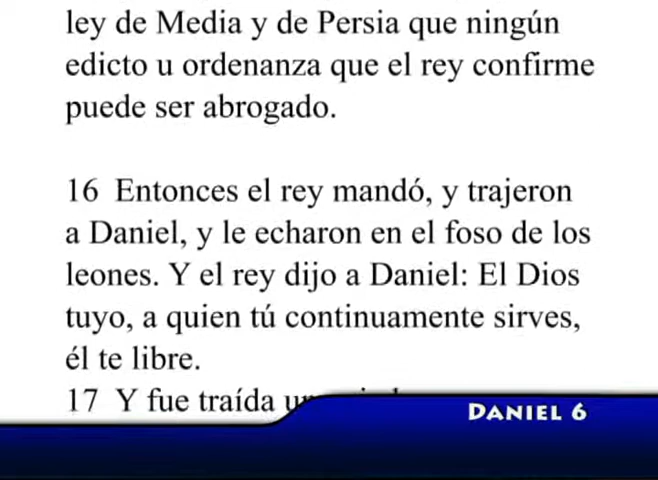 ley de Media y de Persia que ningún
edicto u ordenanza que el rey confirme
puede ser abrogado.
16 Entonces el rey mandó, y trajeron
a Daniel, y le echaron en el foso de los
leones. Y el rey dijo a Daniel: El Dios
tuyo, a quien tú continuamente sirves,
él te libre.
17 Y fue traída
DANIEL 6